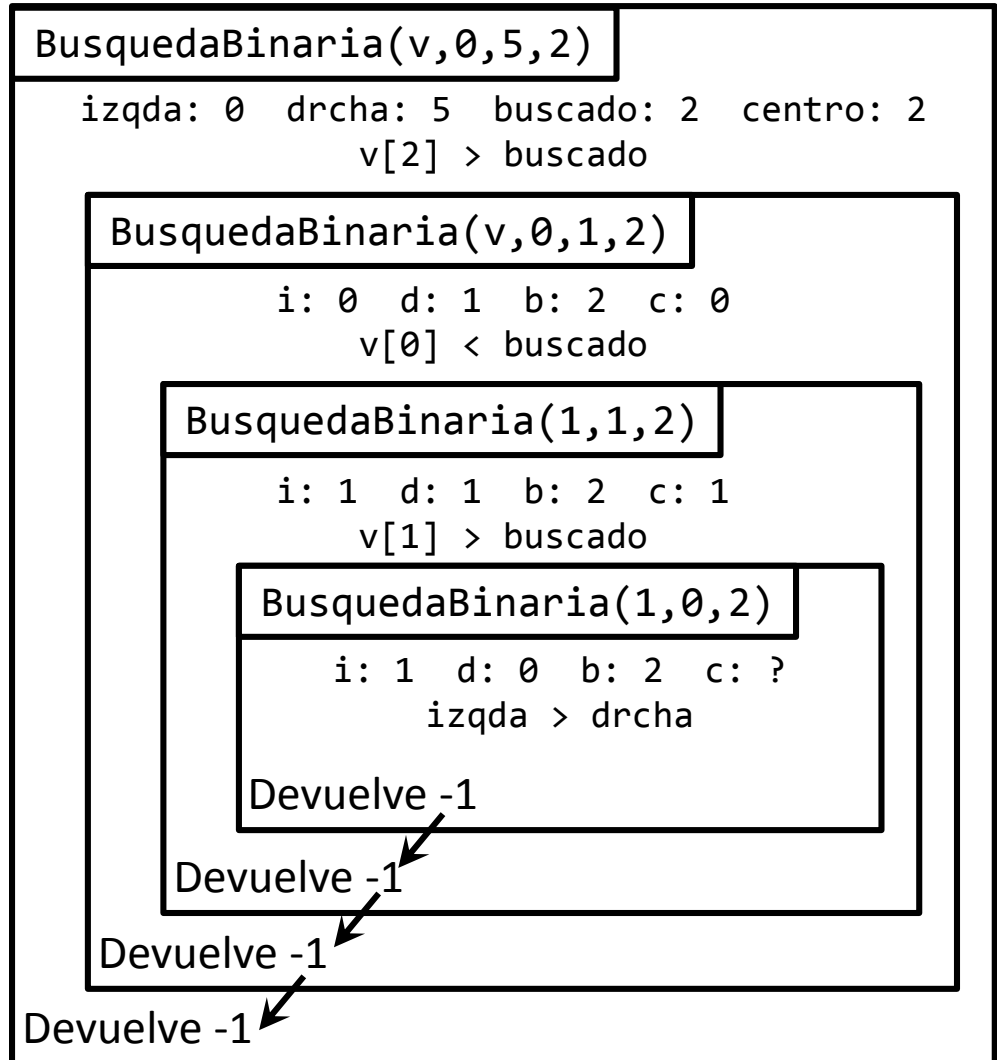 BusquedaBinaria(v,0,5,2)
izqda: 0  drcha: 5  buscado: 2  centro: 2
v[2] > buscado
BusquedaBinaria(v,0,1,2)
i: 0  d: 1  b: 2  c: 0
v[0] < buscado
BusquedaBinaria(1,1,2)
i: 1  d: 1  b: 2  c: 1
v[1] > buscado
BusquedaBinaria(1,0,2)
i: 1  d: 0  b: 2  c: ?
izqda > drcha
Devuelve -1
Devuelve -1
Devuelve -1
Devuelve -1